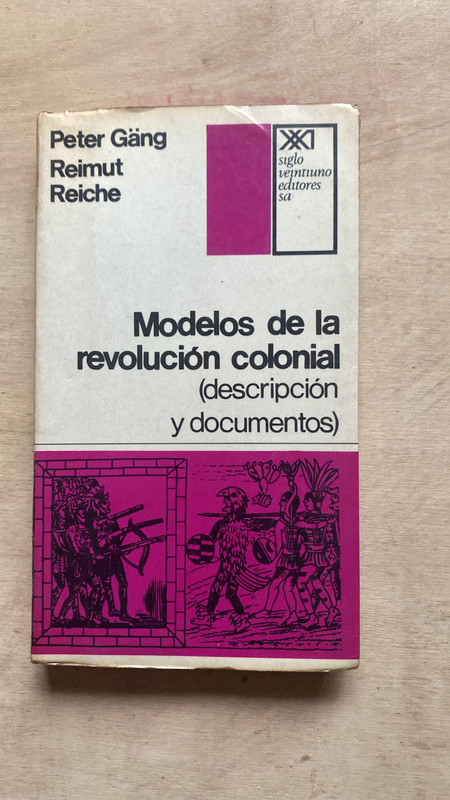 Peter Gäng
Reimut
Reiche
siglo
veintiuno
editores
sa
Modelos de la
revolución colonial
(descripción
y documentos)